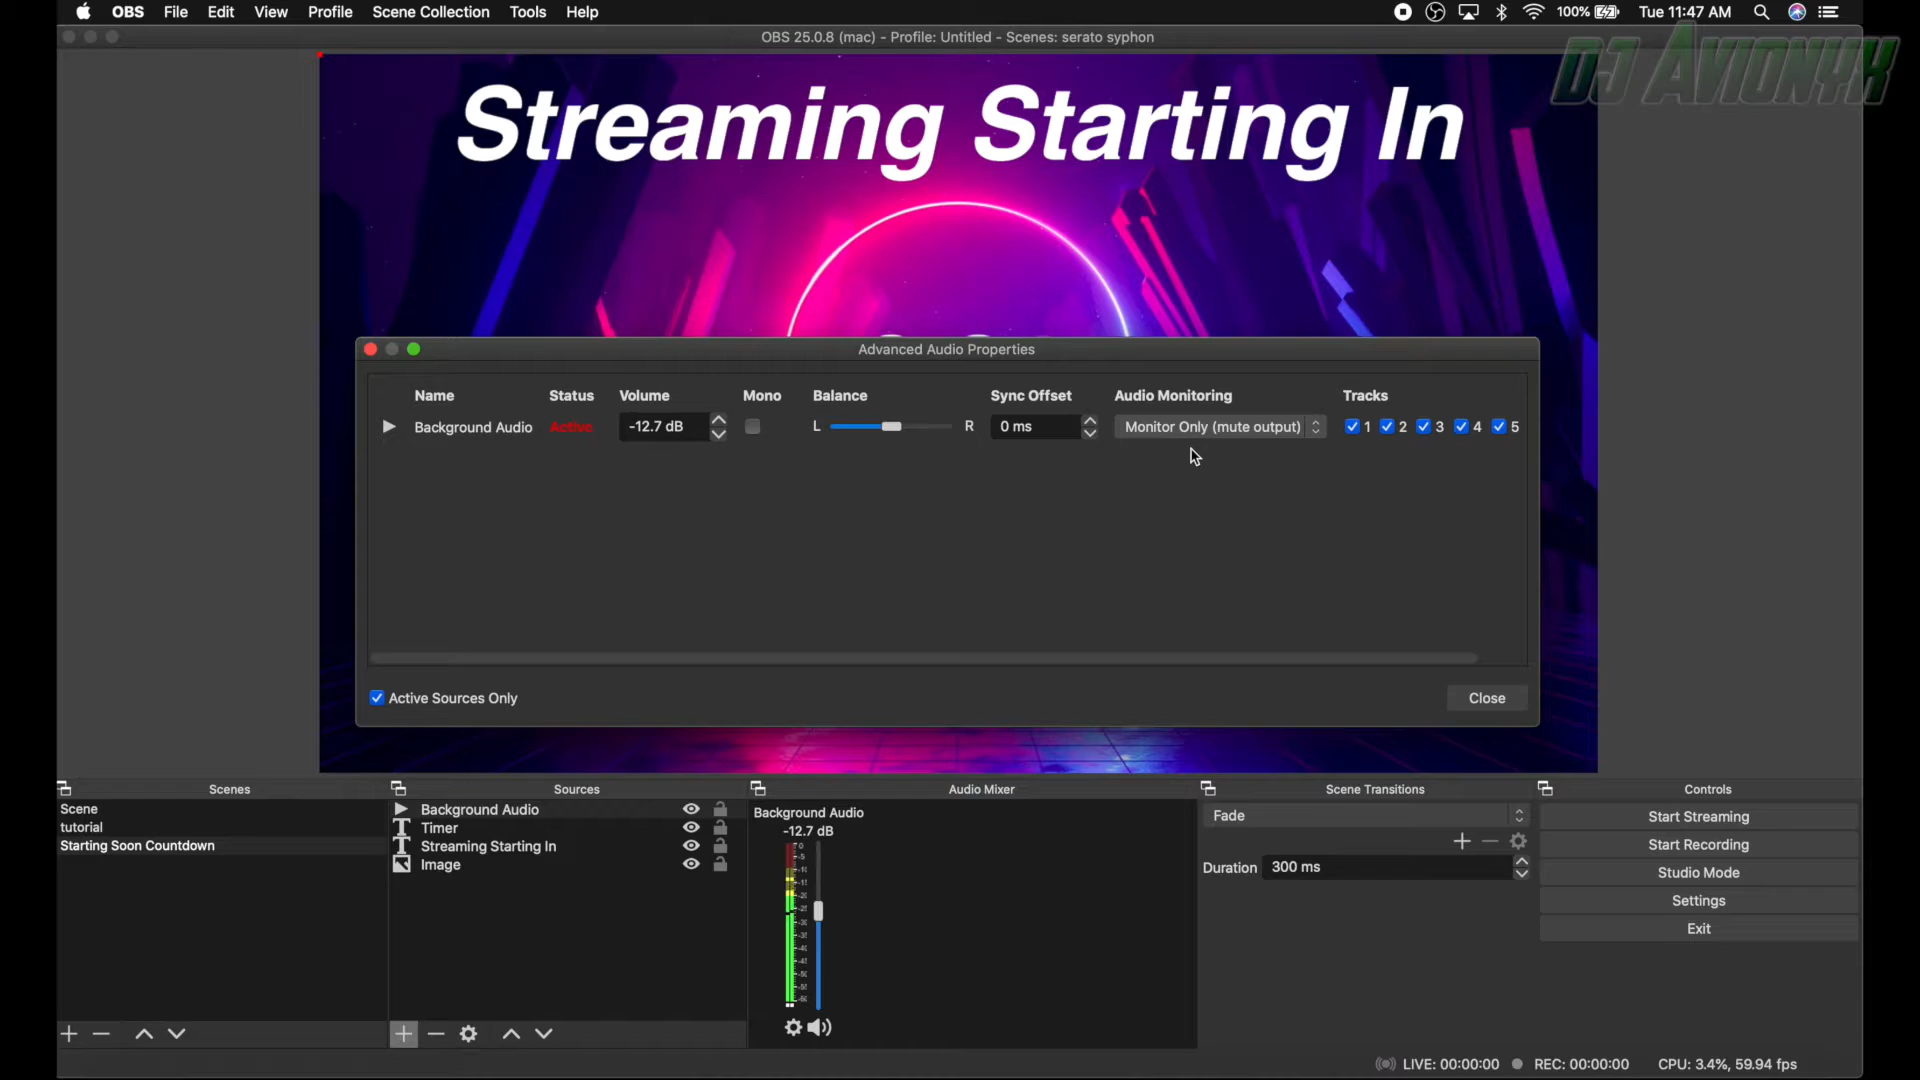 OBS File Edit View Profile Scene Collection Tools Help 100% Tue 11:47 AM
OBS 25.0.8 (mac) - Profile: Untitled - Scenes: serato syphon
DJ AVIONYX
Streaming Starting In
Advanced Audio Properties
Name Status Volume Mono Balance Sync Offset Audio Monitoring Tracks
Background Audio Active -12.7 dB L R 0 ms Monitor Only (mute output) 1 2 3 4 5
Active Sources Only Close
Scenes Sources Audio Mixer Scene Transitions Controls
Scene
tutorial
Starting Soon Countdown
Background Audio
Timer
Streaming Starting In
Image
Background Audio
-12.7 dB
Fade
Duration 300 ms
Start Streaming
Start Recording
Studio Mode
Settings
Exit
LIVE: 00:00:00 REC: 00:00:00 CPU: 3.4%, 59.94 fps